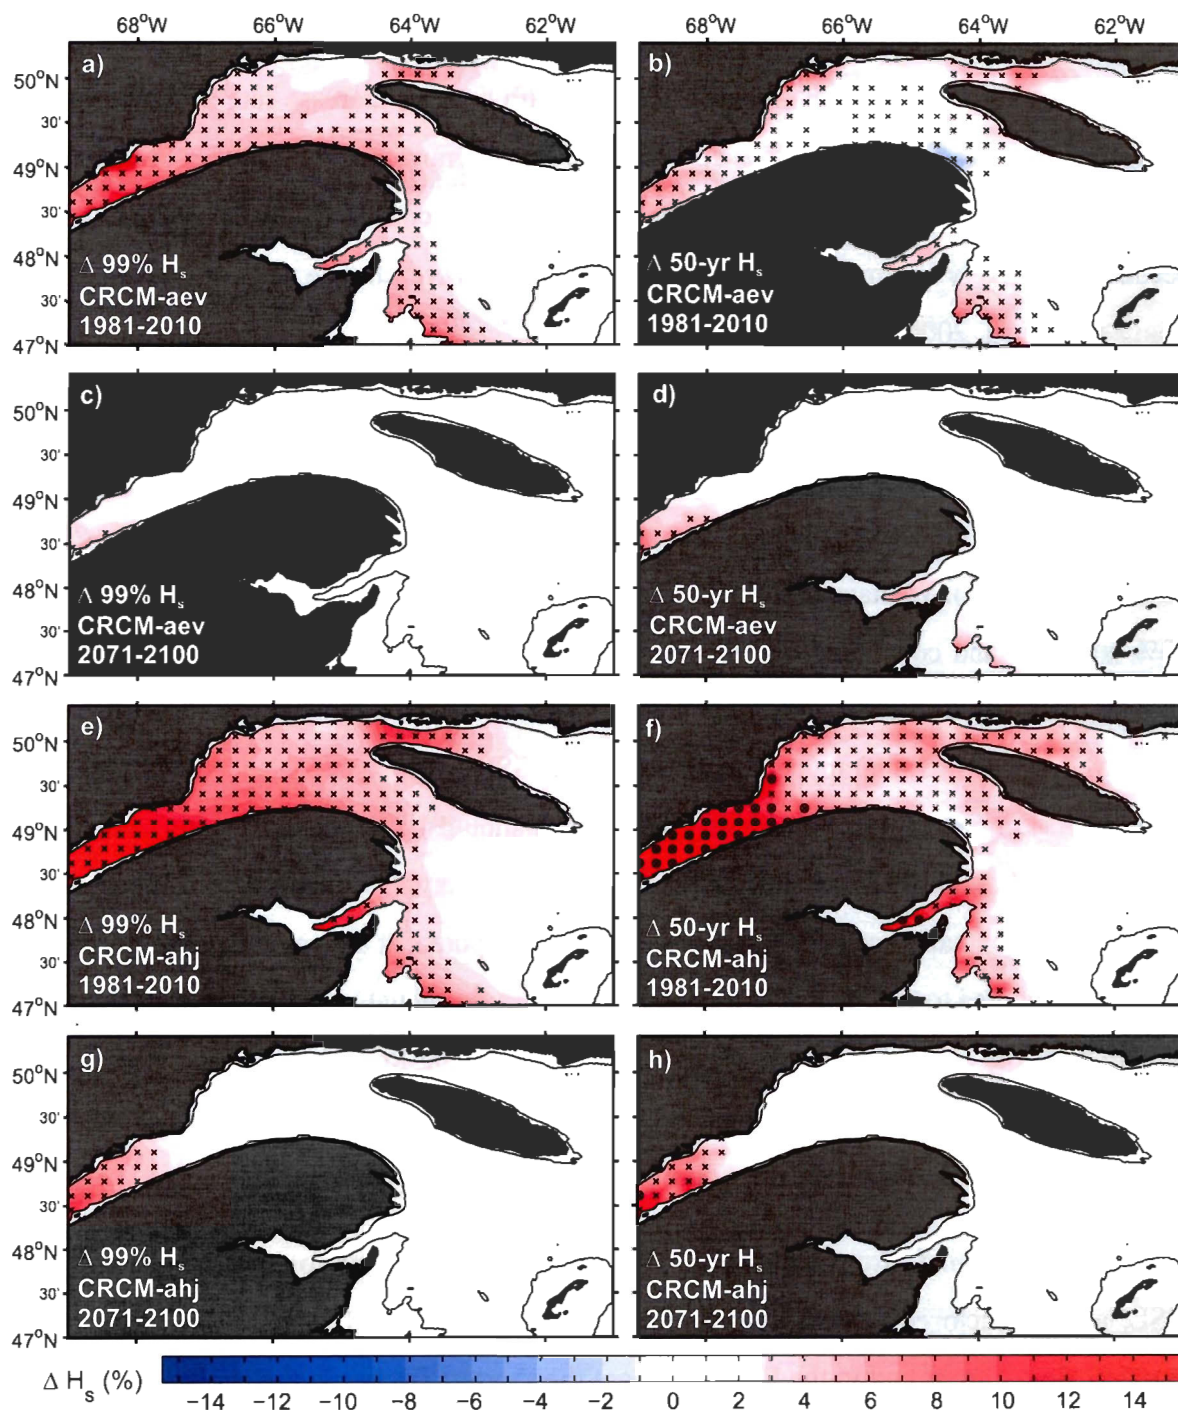 68°W 66°W 64°W 62°W 68°W 66°W 64°W 62°W
a) b)
50°N
30'
49°N
30'
48°N
30'
47°N
Δ 99% Hs
CRCM-aev
1981-2010
Δ 50-yr Hs
CRCM-aev
1981-2010
c) d)
50°N
30'
49°N
30'
48°N
30'
47°N
Δ 99% Hs
CRCM-aev
2071-2100
Δ 50-yr Hs
CRCM-aev
2071-2100
e) f)
50°N
30'
49°N
30'
48°N
30'
47°N
Δ 99% Hs
CRCM-ahj
1981-2010
Δ 50-yr Hs
CRCM-ahj
1981-2010
g) h)
50°N
30'
49°N
30'
48°N
30'
47°N
Δ 99% Hs
CRCM-ahj
2071-2100
Δ 50-yr Hs
CRCM-ahj
2071-2100
Δ Hs (%)
−14 −12 −10 −8 −6 −4 −2 0 2 4 6 8 10 12 14